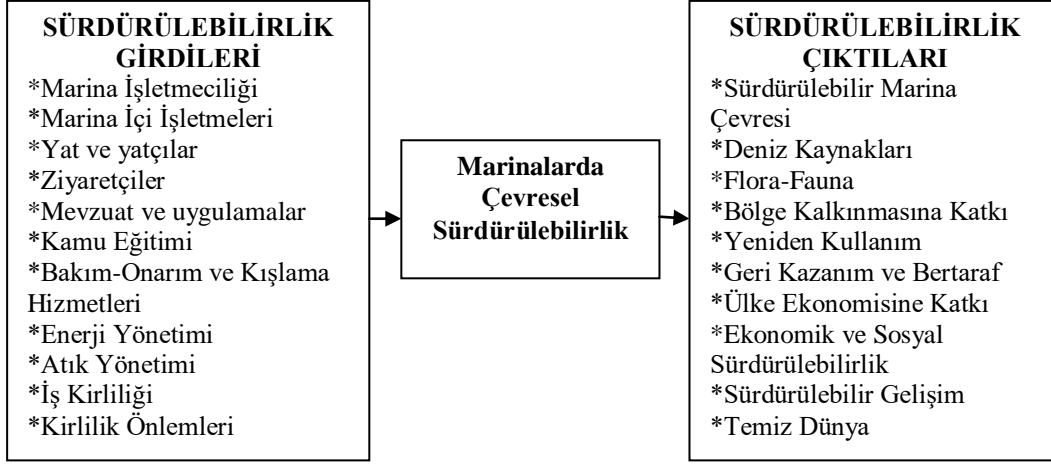 SÜRDÜRÜLEBİLİRLİK
GİRDİLERİ
*Marina İşletmeciliği
*Marina İçi İşletmeleri
*Yat ve yatçılar
*Ziyaretçiler
*Mevzuat ve uygulamalar
*Kamu Eğitimi
*Bakım-Onarım ve Kışlama
Hizmetleri
*Enerji Yönetimi
*Atık Yönetimi
*İş Kirliliği
*Kirlilik Önlemleri
Marinalarda
Çevresel
Sürdürülebilirlik
SÜRDÜRÜLEBİLİRLİK
ÇIKTILARI
*Sürdürülebilir Marina
Çevresi
*Deniz Kaynakları
*Flora-Fauna
*Bölge Kalkınmasına Katkı
*Yeniden Kullanım
*Geri Kazanım ve Bertaraf
*Ülke Ekonomisine Katkı
*Ekonomik ve Sosyal
Sürdürülebilirlik
*Sürdürülebilir Gelişim
*Temiz Dünya